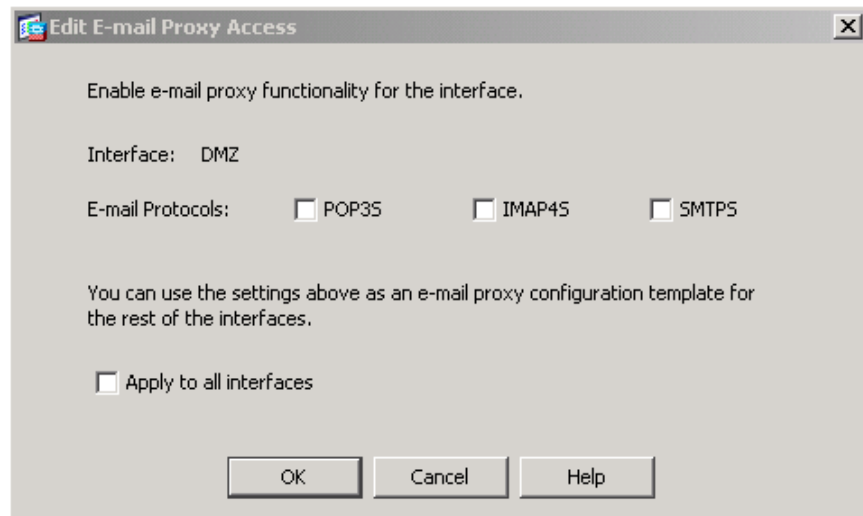 Edit E-mail Proxy Access
Enable e-mail proxy functionality for the interface.
Interface: DMZ
E-mail Protocols: POP3S IMAP4S SMTPS
You can use the settings above as an e-mail proxy configuration template for
the rest of the interfaces.
Apply to all interfaces
OK Cancel Help